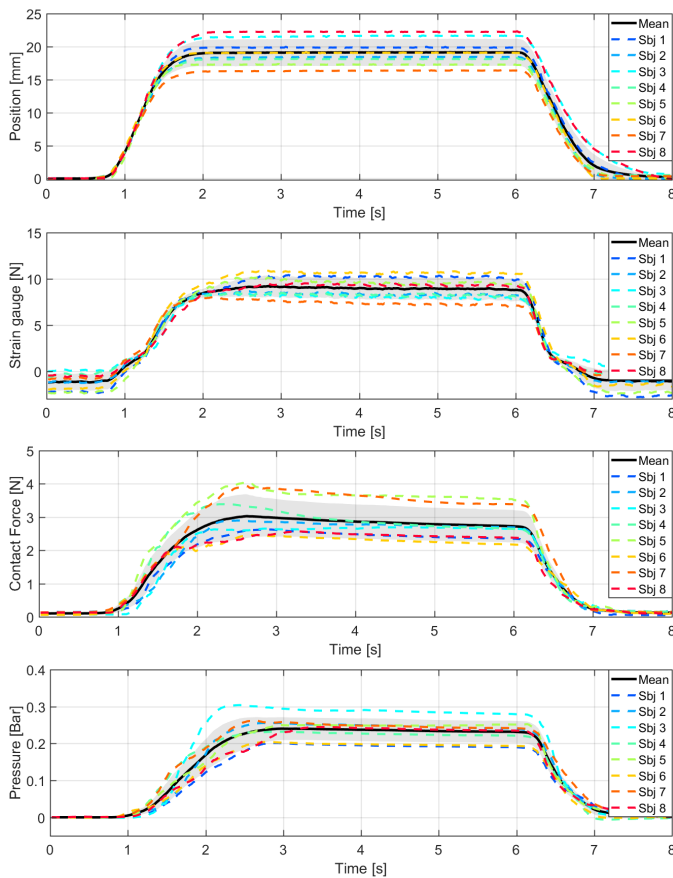 25
20
15
10
5
0
Position [mm]
0 1 2 3 4 5 6 7 8
Time [s]
Mean
Sbj 1
Sbj 2
Sbj 3
Sbj 4
Sbj 5
Sbj 6
Sbj 7
Sbj 8
15
10
5
0
Strain gauge [N]
0 1 2 3 4 5 6 7 8
Time [s]
Mean
Sbj 1
Sbj 2
Sbj 3
Sbj 4
Sbj 5
Sbj 6
Sbj 7
Sbj 8
5
4
3
2
1
0
Contact Force [N]
0 1 2 3 4 5 6 7 8
Time [s]
Mean
Sbj 1
Sbj 2
Sbj 3
Sbj 4
Sbj 5
Sbj 6
Sbj 7
Sbj 8
0.4
0.3
0.2
0.1
0
Pressure [Bar]
0 1 2 3 4 5 6 7 8
Time [s]
Mean
Sbj 1
Sbj 2
Sbj 3
Sbj 4
Sbj 5
Sbj 6
Sbj 7
Sbj 8